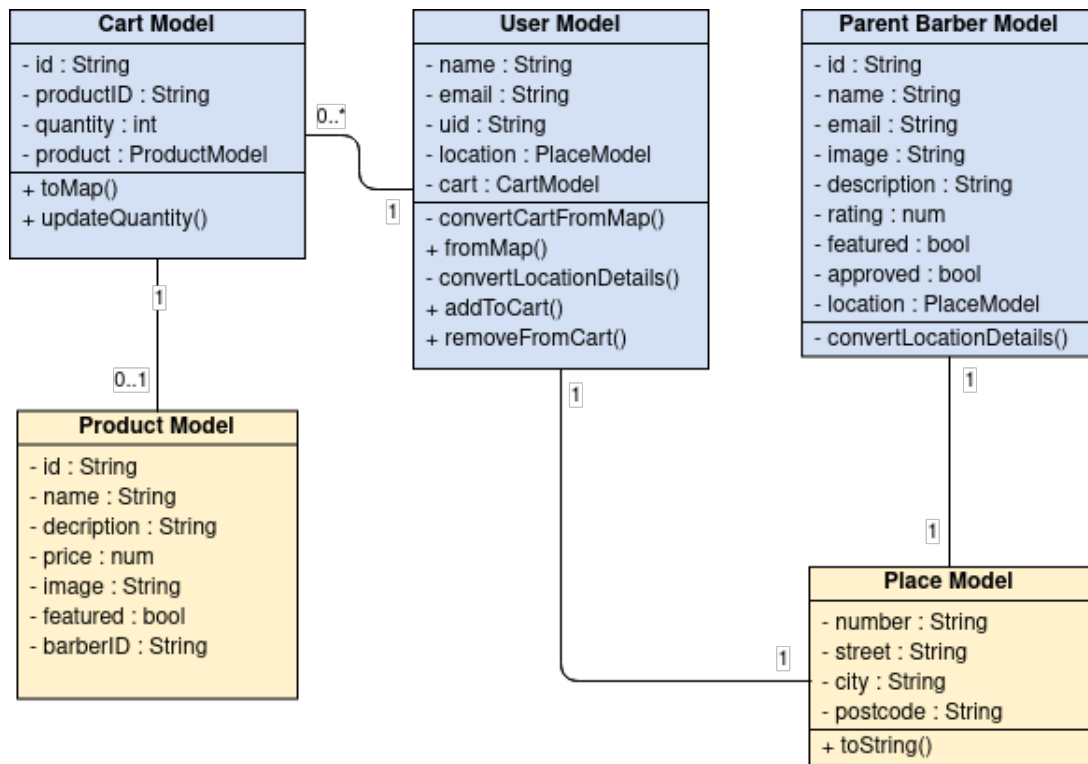 Cart Model
- id : String
- productID : String
- quantity : int
- product : ProductModel
+ toMap()
+ updateQuantity()
0..*
1
User Model
- name : String
- email : String
- uid : String
- location : PlaceModel
- cart : CartModel
- convertCartFromMap()
+ fromMap()
- convertLocationDetails()
+ addToCart()
+ removeFromCart()
Parent Barber Model
- id : String
- name : String
- email : String
- image : String
- description : String
- rating : num
- featured : bool
- approved : bool
- location : PlaceModel
- convertLocationDetails()
1
0..1
Product Model
- id : String
- name : String
- decription : String
- price : num
- image : String
- featured : bool
- barberID : String
1
1
1
1
Place Model
- number : String
- street : String
- city : String
- postcode : String
+ toString()